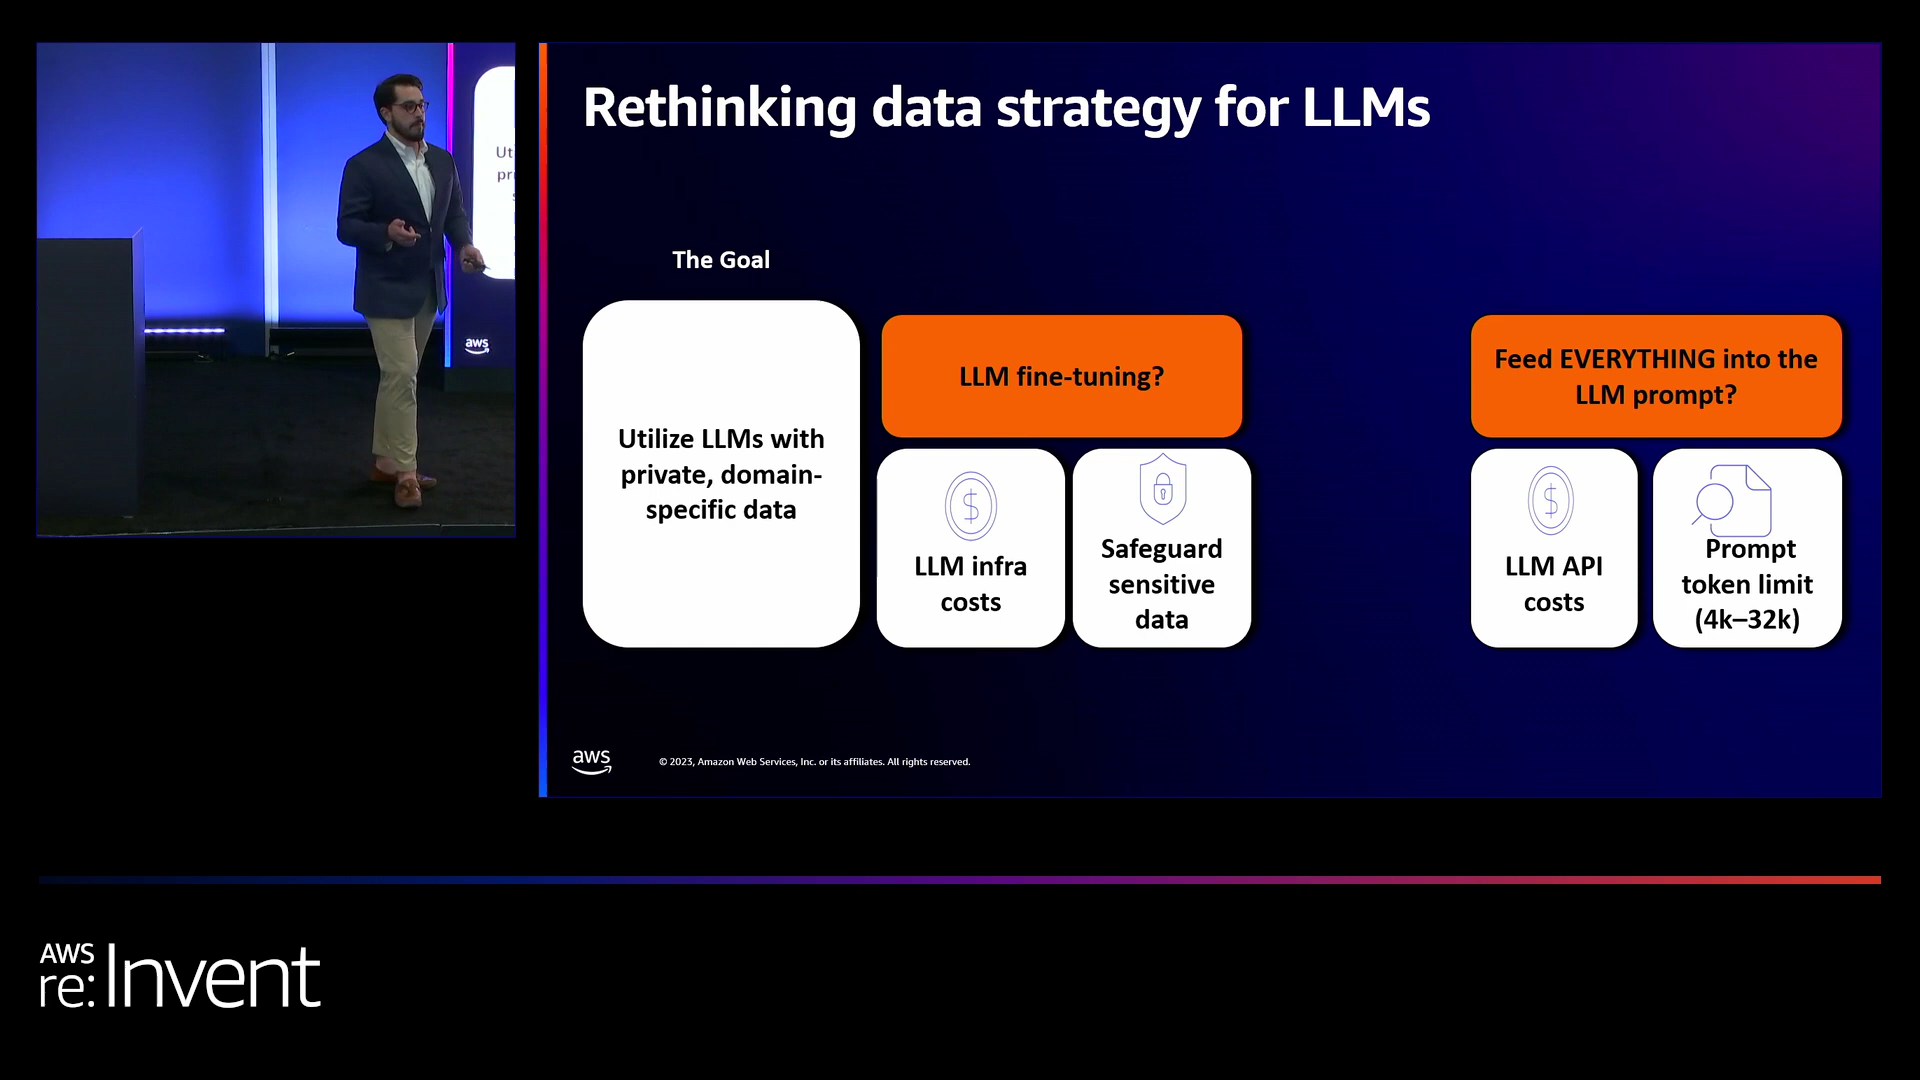 Rethinking data strategy for LLMs
The Goal
Utilize LLMs with
private, domain-
specific data
LLM fine-tuning?
LLM infra
costs
Safeguard
sensitive
data
Feed EVERYTHING into the
LLM prompt?
LLM API
costs
Prompt
token limit
(4k–32k)
aws
© 2023, Amazon Web Services, Inc. or its affiliates. All rights reserved.
Ut
pr
aws
AWS
re:Invent